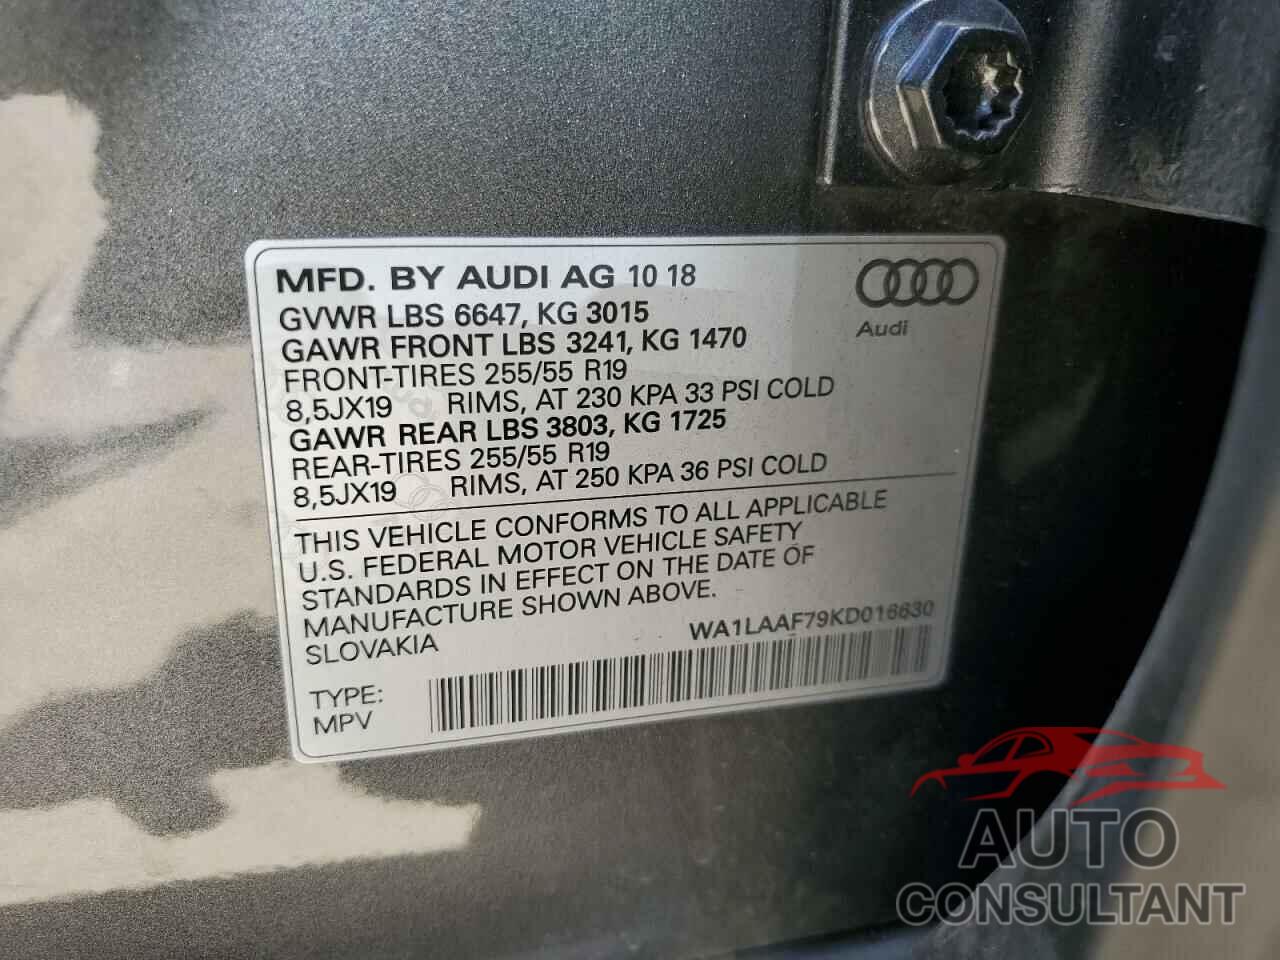 MFD. BY AUDI AG 10 18
GVWR LBS 6647, KG 3015
GAWR FRONT LBS 3241, KG 1470
FRONT-TIRES 255/55 R19
8,5JX19 RIMS, AT 230 KPA 33 PSI COLD
GAWR REAR LBS 3803, KG 1725
REAR-TIRES 255/55 R19
8,5JX19 RIMS, AT 250 KPA 36 PSI COLD
Audi
THIS VEHICLE CONFORMS TO ALL APPLICABLE
U.S. FEDERAL MOTOR VEHICLE SAFETY
STANDARDS IN EFFECT ON THE DATE OF
MANUFACTURE SHOWN ABOVE.
SLOVAKIA WA1LAAF79KD016630
TYPE:
MPV
AUTO
CONSULTANT